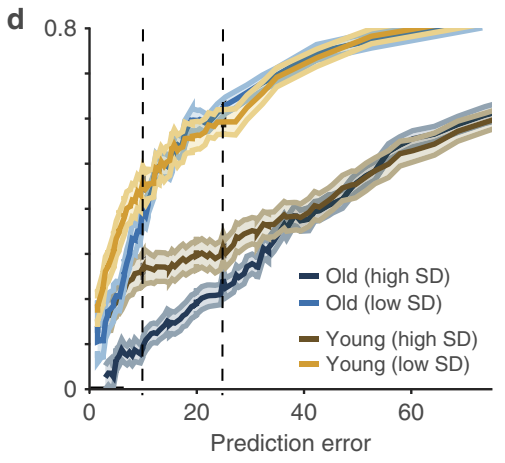 d
0.8
0
0 20 40 60
Prediction error
Old (high SD)
Old (low SD)
Young (high SD)
Young (low SD)